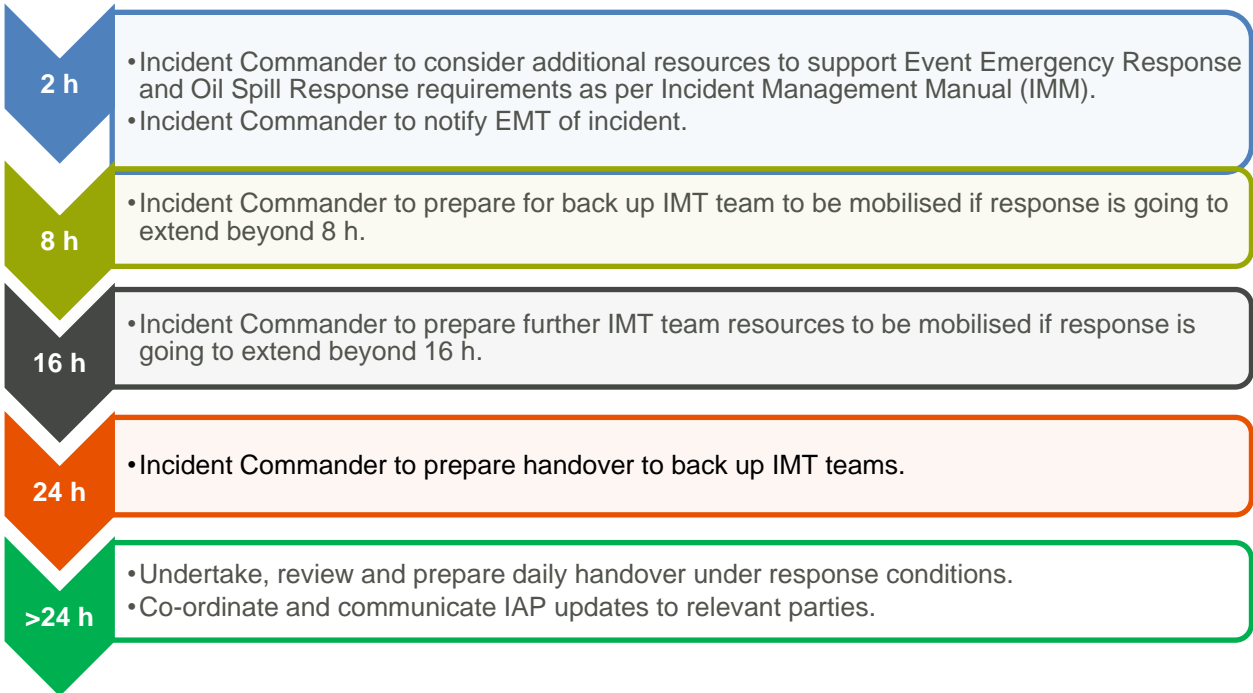 2 h
•Incident Commander to consider additional resources to support Event Emergency Response
and Oil Spill Response requirements as per Incident Management Manual (IMM).
•Incident Commander to notify EMT of incident.
8 h
•Incident Commander to prepare for back up IMT team to be mobilised if response is going to
extend beyond 8 h.
16 h
•Incident Commander to prepare further IMT team resources to be mobilised if response is
going to extend beyond 16 h.
24 h
•Incident Commander to prepare handover to back up IMT teams.
>24 h
•Undertake, review and prepare daily handover under response conditions.
•Co-ordinate and communicate IAP updates to relevant parties.